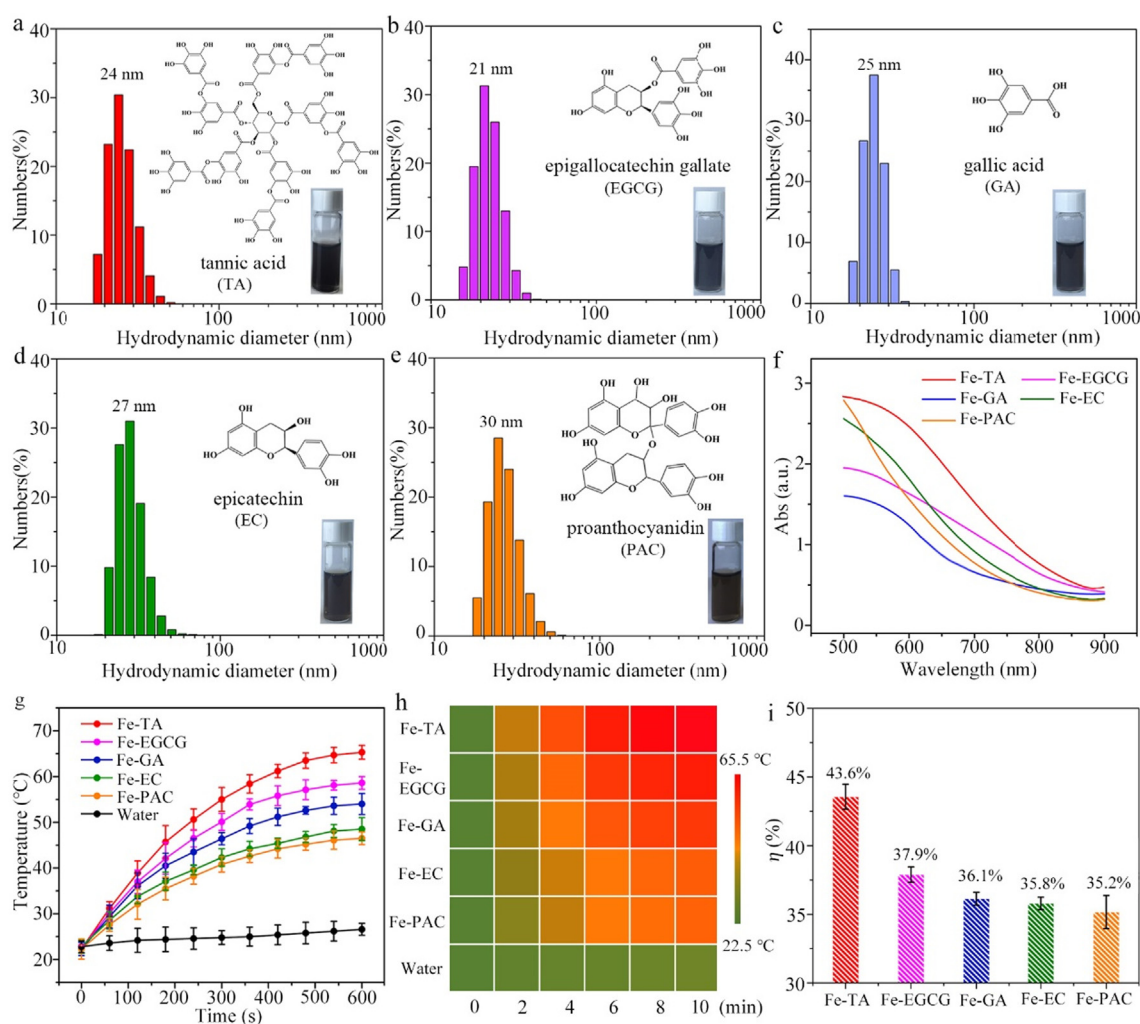 a
40
30
20
10
0
Numbers(%)
24 nm
tannic acid
(TA)
10
100
1000
Hydrodynamic diameter (nm)
b
40
30
20
10
0
Numbers(%)
21 nm
epigallocatechin gallate
(EGCG)
10
100
1000
Hydrodynamic diameter (nm)
c
40
30
20
10
0
Numbers(%)
25 nm
gallic acid
(GA)
10
100
1000
Hydrodynamic diameter (nm)
d
40
30
20
10
0
Numbers(%)
27 nm
epicatechin
(EC)
10
100
1000
Hydrodynamic diameter (nm)
e
40
30
20
10
0
Numbers(%)
30 nm
proanthocyanidin
(PAC)
10
100
1000
Hydrodynamic diameter (nm)
f
Fe-TA
Fe-EGCG
Fe-GA
Fe-EC
Fe-PAC
3
2
1
0
Abs (a.u.)
500
600
700
800
900
Wavelength (nm)
g
Fe-TA
Fe-EGCG
Fe-GA
Fe-EC
Fe-PAC
Water
70
60
50
40
30
20
Temperature (℃)
0
100
200
300
400
500
600
Time (s)
h
Fe-TA
Fe-
EGCG
Fe-GA
Fe-EC
Fe-PAC
Water
0
2
4
6
8
10
(min)
65.5 ℃
22.5 ℃
i
50
45
40
35
30
η (%)
43.6%
37.9%
36.1%
35.8%
35.2%
Fe-TA
Fe-EGCG
Fe-GA
Fe-EC
Fe-PAC